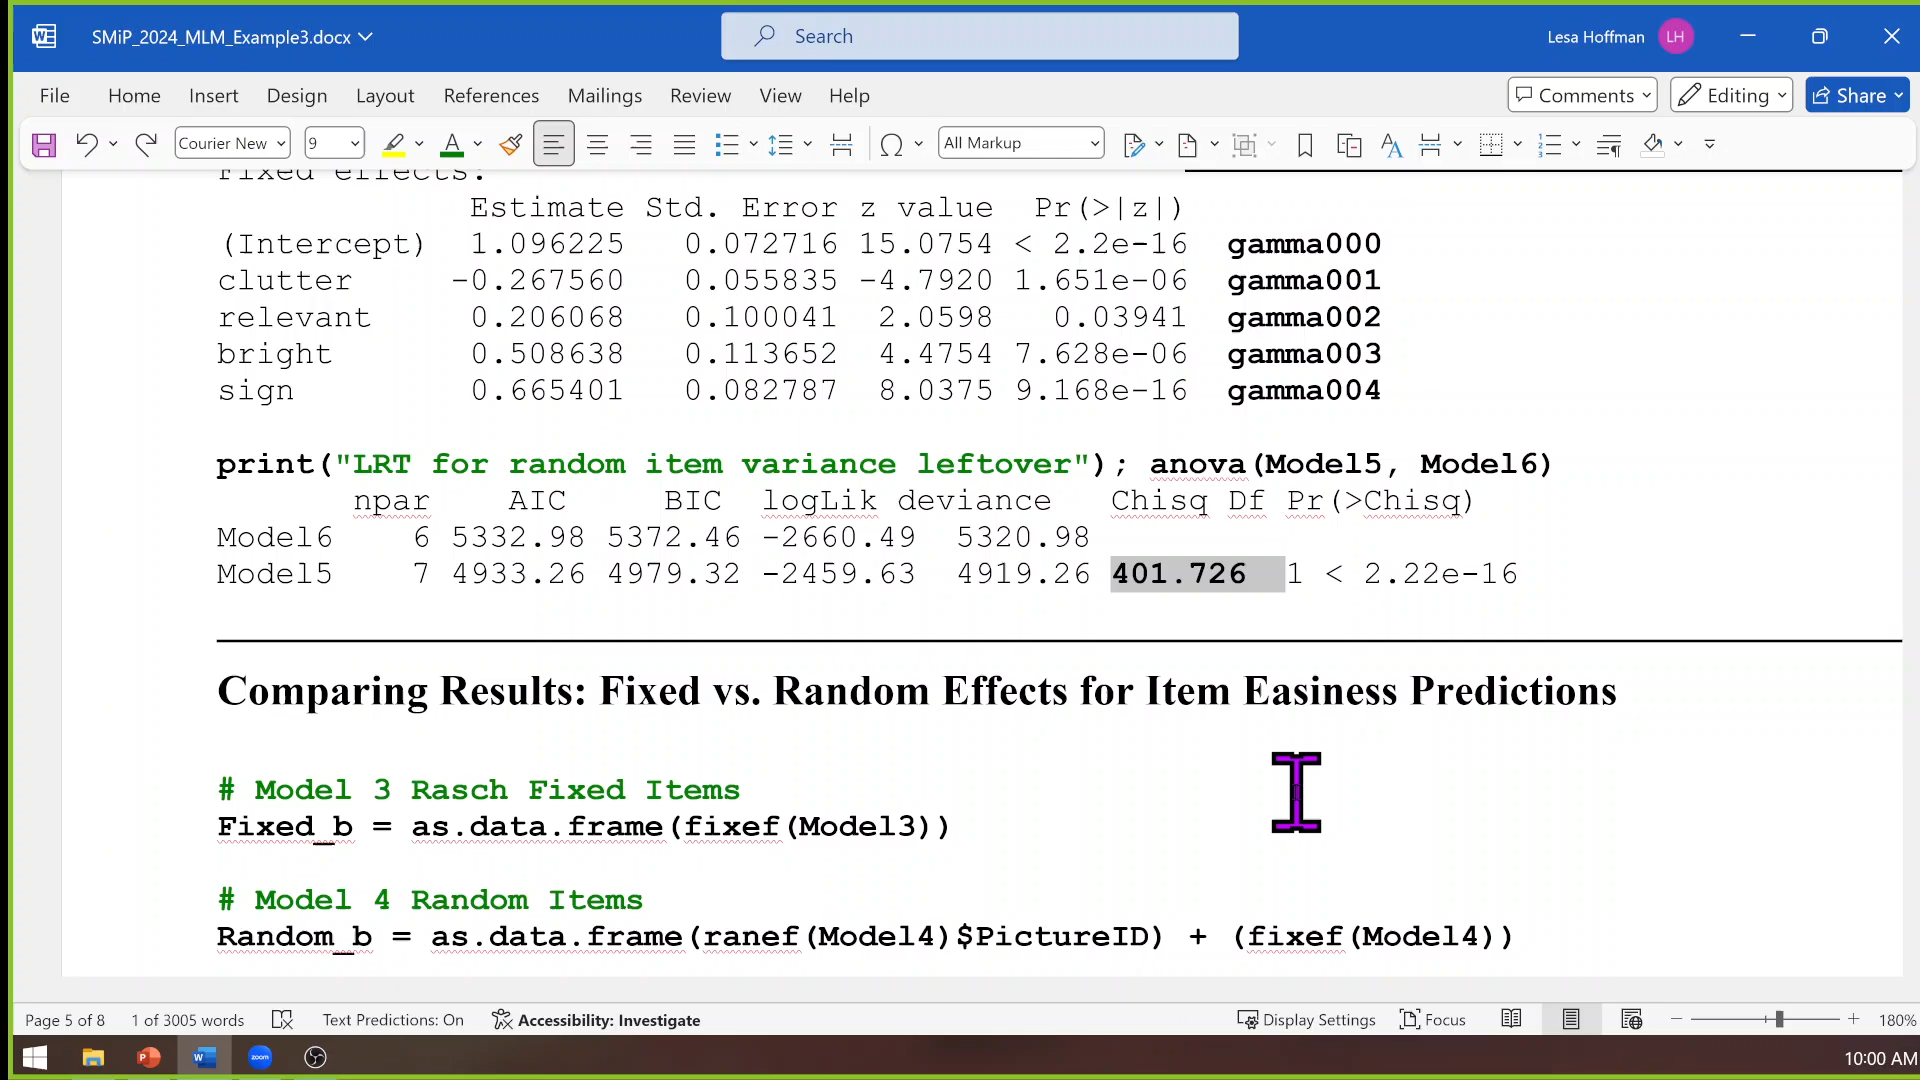 SMiP_2024_MLM_Example3.docx
Search
Lesa Hoffman
LH
File Home Insert Design Layout References Mailings Review View Help
Comments Editing Share
Courier New 9 All Markup
Fixed effects:
Estimate Std. Error z value Pr(>|z|)
(Intercept) 1.096225 0.072716 15.0754 < 2.2e-16 gamma000
clutter -0.267560 0.055835 -4.7920 1.651e-06 gamma001
relevant 0.206068 0.100041 2.0598 0.03941 gamma002
bright 0.508638 0.113652 4.4754 7.628e-06 gamma003
sign 0.665401 0.082787 8.0375 9.168e-16 gamma004
print("LRT for random item variance leftover"); anova(Model5, Model6)
npar AIC BIC logLik deviance Chisq Df Pr(>Chisq)
Model6 6 5332.98 5372.46 -2660.49 5320.98
Model5 7 4933.26 4979.32 -2459.63 4919.26 401.726 1 < 2.22e-16
Comparing Results: Fixed vs. Random Effects for Item Easiness Predictions
# Model 3 Rasch Fixed Items
Fixed_b = as.data.frame(fixef(Model3))
# Model 4 Random Items
Random_b = as.data.frame(ranef(Model4)$PictureID) + (fixef(Model4))
Page 5 of 8 1 of 3005 words Text Predictions: On Accessibility: Investigate Display Settings Focus 180%
zoom
10:00 AM